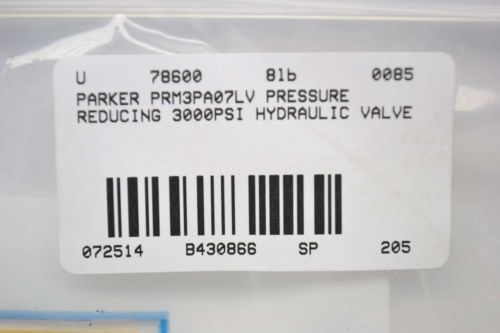 U 78600 8lb 0085
PARKER PRM3PA07LV PRESSURE
REDUCING 3000PSI HYDRAULIC VALVE
072514 B430866 SP 205